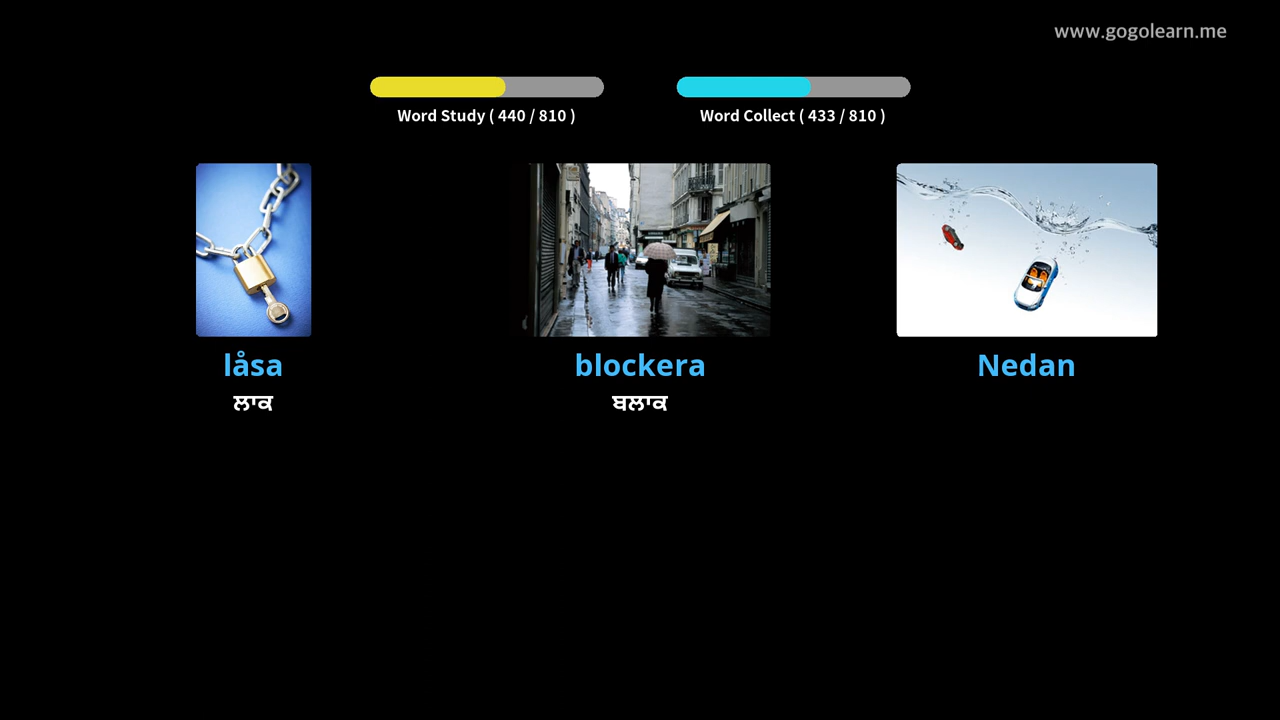 www.gogolearn.me
Word Study ( 440 / 810 )
Word Collect ( 433 / 810 )
låsa
blockera
Nedan
ਲਾਕ
ਬਲਾਕ